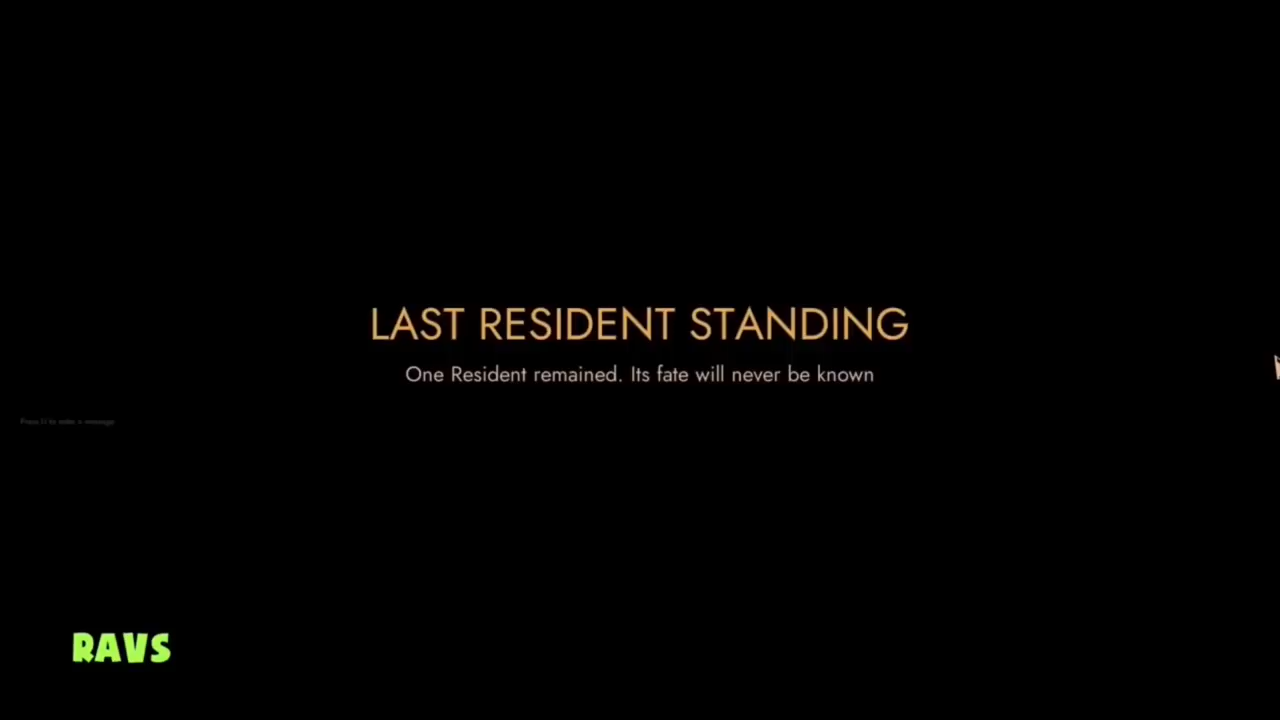 LAST RESIDENT STANDING
One Resident remained. Its fate will never be known
RAVS